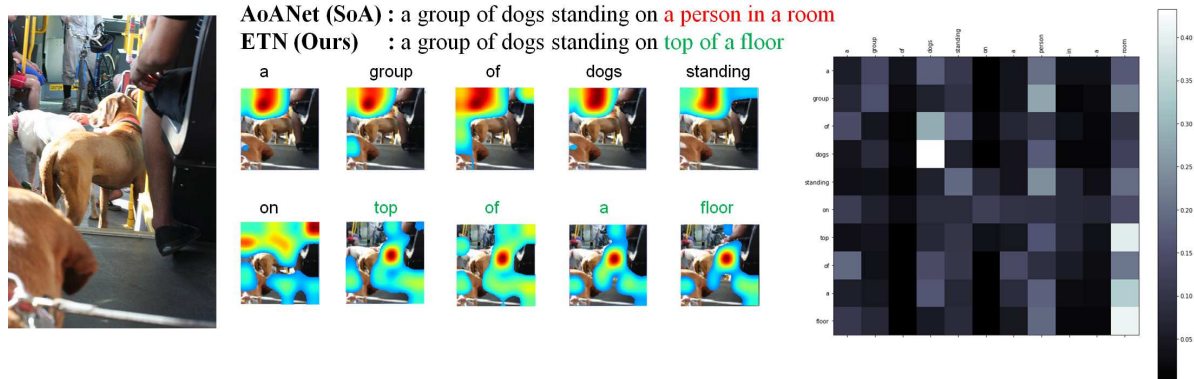 AoANet (SoA) : a group of dogs standing on a person in a room
ETN (Ours) : a group of dogs standing on top of a floor
a group of dogs standing
on top of a floor
a group of dogs standing on a person in a room
a
group
of
dogs
standing
on
top
of
a
floor
0.40
0.35
0.30
0.25
0.20
0.15
0.10
0.05